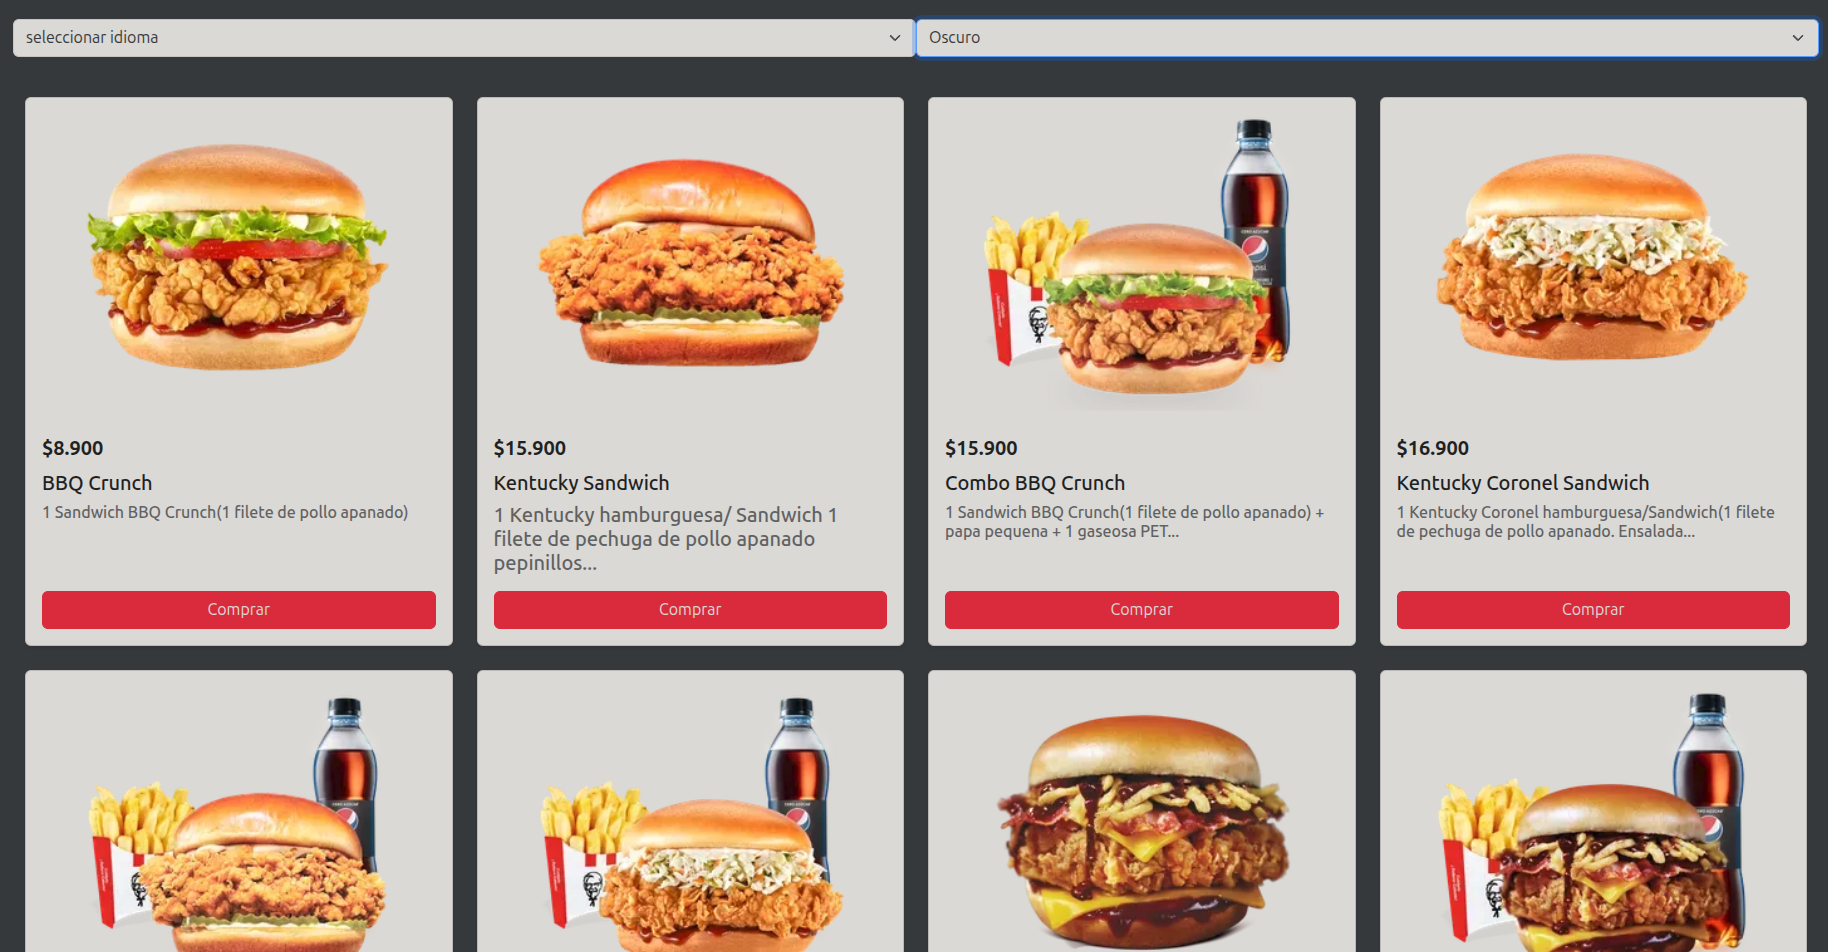 seleccionar idioma
Oscuro
$8.900
BBQ Crunch
1 Sandwich BBQ Crunch(1 filete de pollo apanado)
Comprar
$15.900
Kentucky Sandwich
1 Kentucky hamburguesa/ Sandwich 1
filete de pechuga de pollo apanado
pepinillos...
Comprar
$15.900
Combo BBQ Crunch
1 Sandwich BBQ Crunch(1 filete de pollo apanado) +
papa pequena + 1 gaseosa PET...
Comprar
$16.900
Kentucky Coronel Sandwich
1 Kentucky Coronel hamburguesa/Sandwich(1 filete
de pechuga de pollo apanado. Ensalada...
Comprar